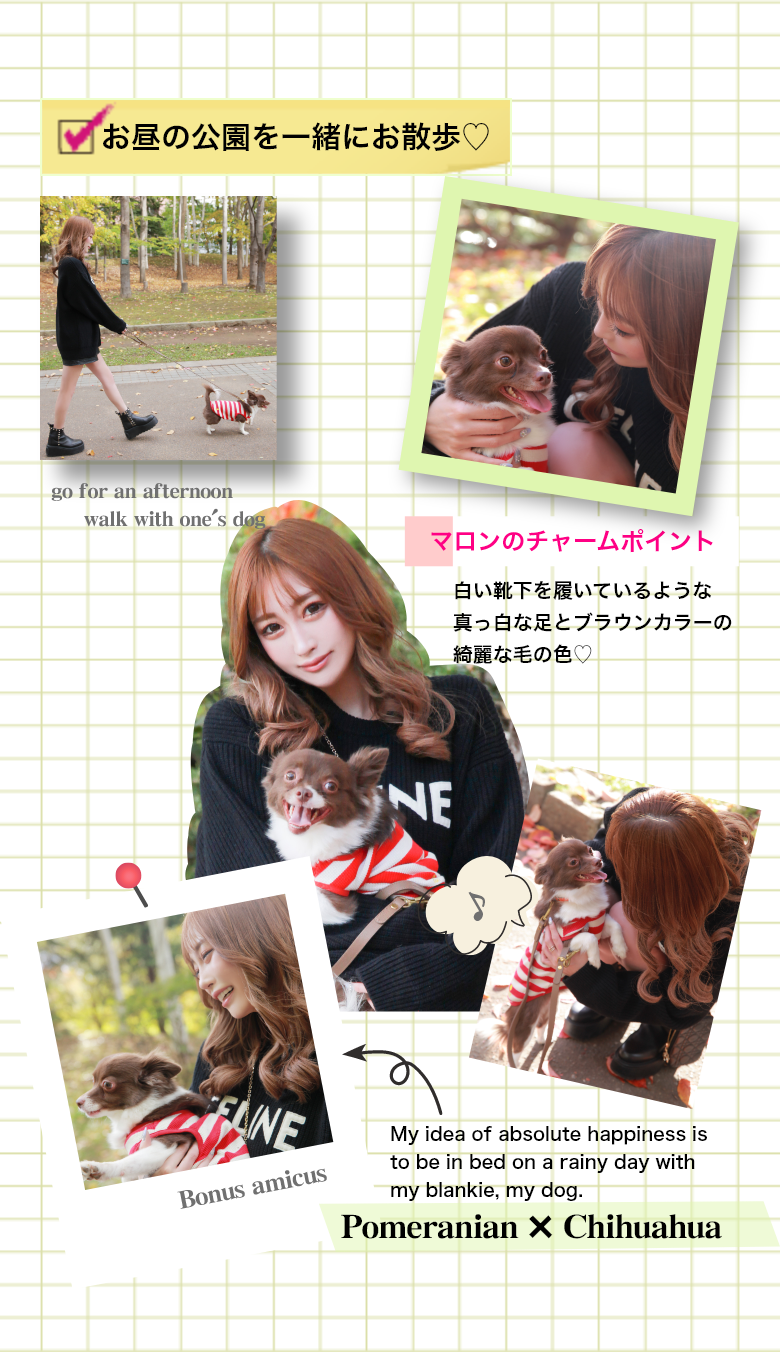 お昼の公園を一緒にお散歩♡
go for an afternoon
walk with one's dog
マロンのチャームポイント
白い靴下を履いているような
真っ白な足とブラウンカラーの
綺麗な毛の色♡
INE
CELINE
Bonus amicus
My idea of absolute happiness is
to be in bed on a rainy day with
my blankie, my dog.
Pomeranian × Chihuahua